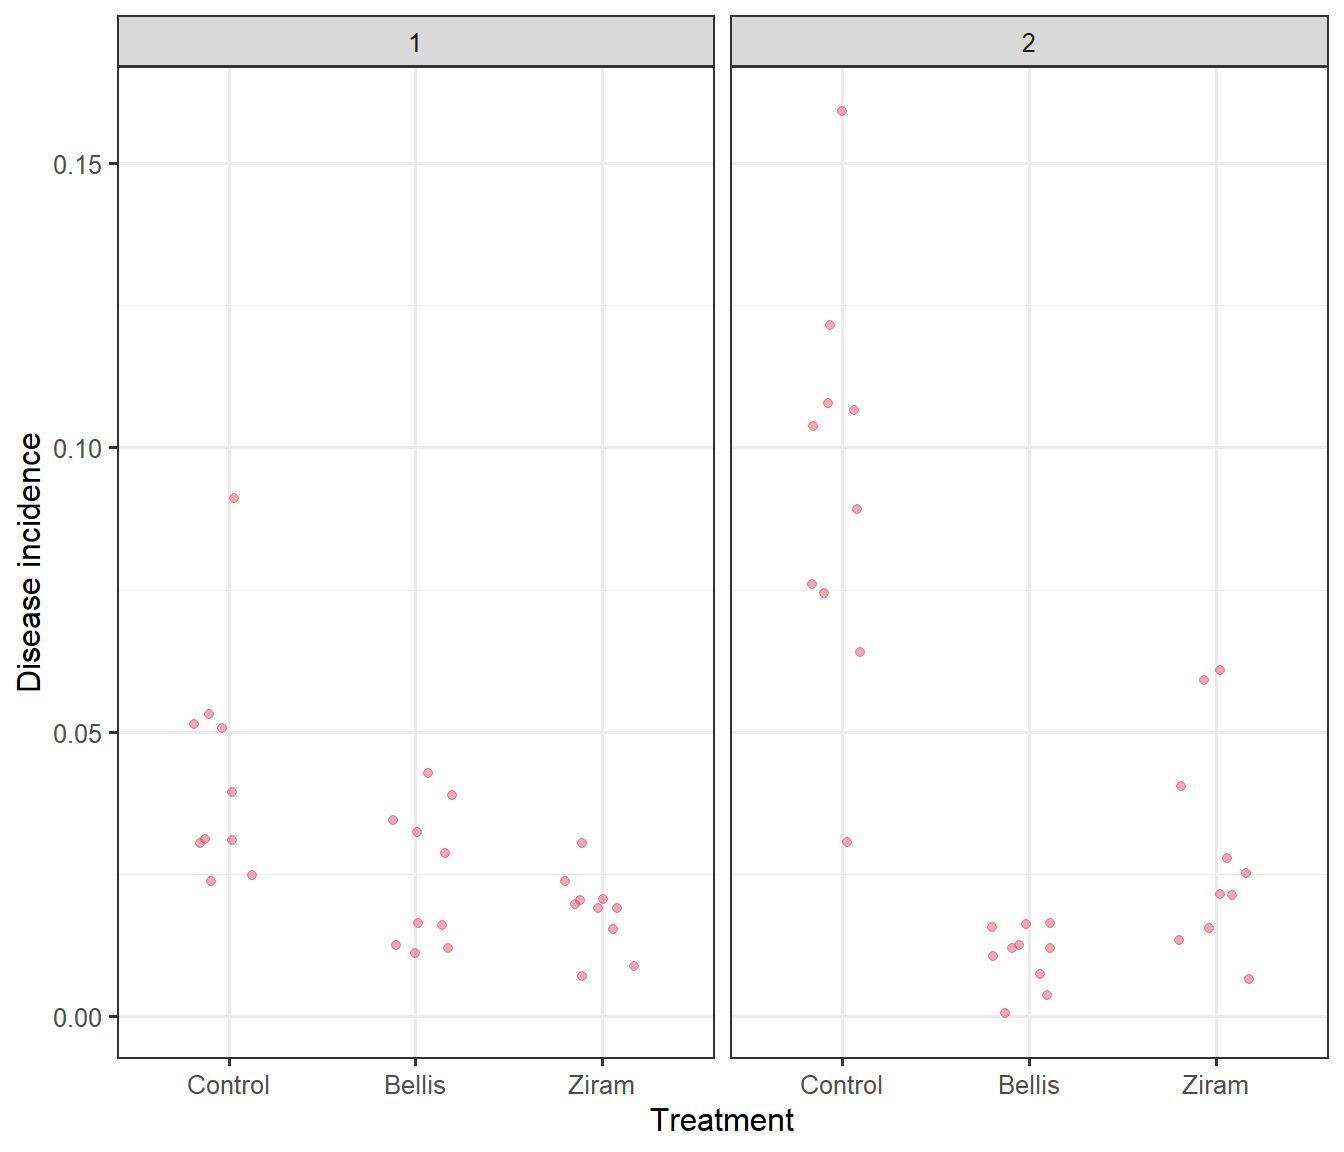 1 2
Disease incidence
0.15
0.10
0.05
0.00
Control Bellis Ziram Control Bellis Ziram
Treatment